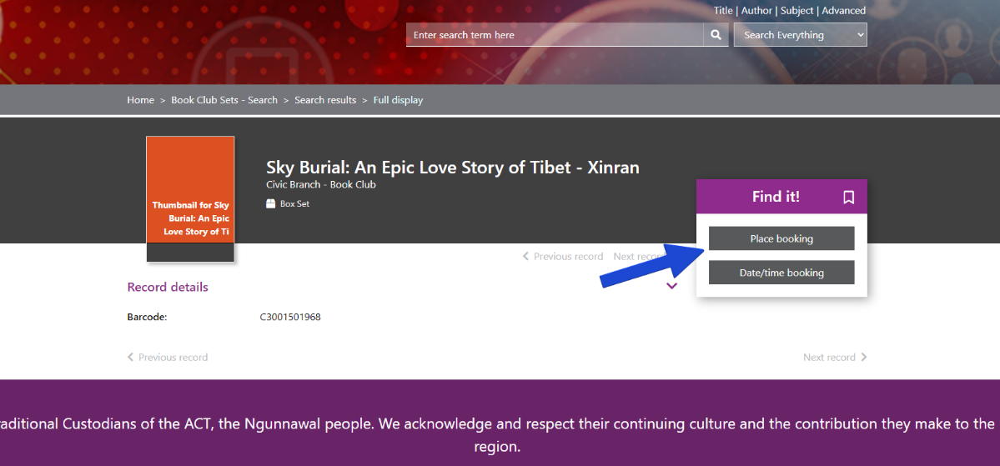 Title | Author | Subject | Advanced
Enter search term here
Search Everything
Home > Book Club Sets - Search > Search results > Full display
Sky Burial: An Epic Love Story of Tibet - Xinran
Civic Branch - Book Club
Box Set
Thumbnail for Sky
Burial: An Epic
Love Story of Ti
Find it!
Place booking
Date/time booking
Previous record Next record
Record details
Barcode: C3001501968
Previous record Next record
raditional Custodians of the ACT, the Ngunnawal people. We acknowledge and respect their continuing culture and the contribution they make to the
region.